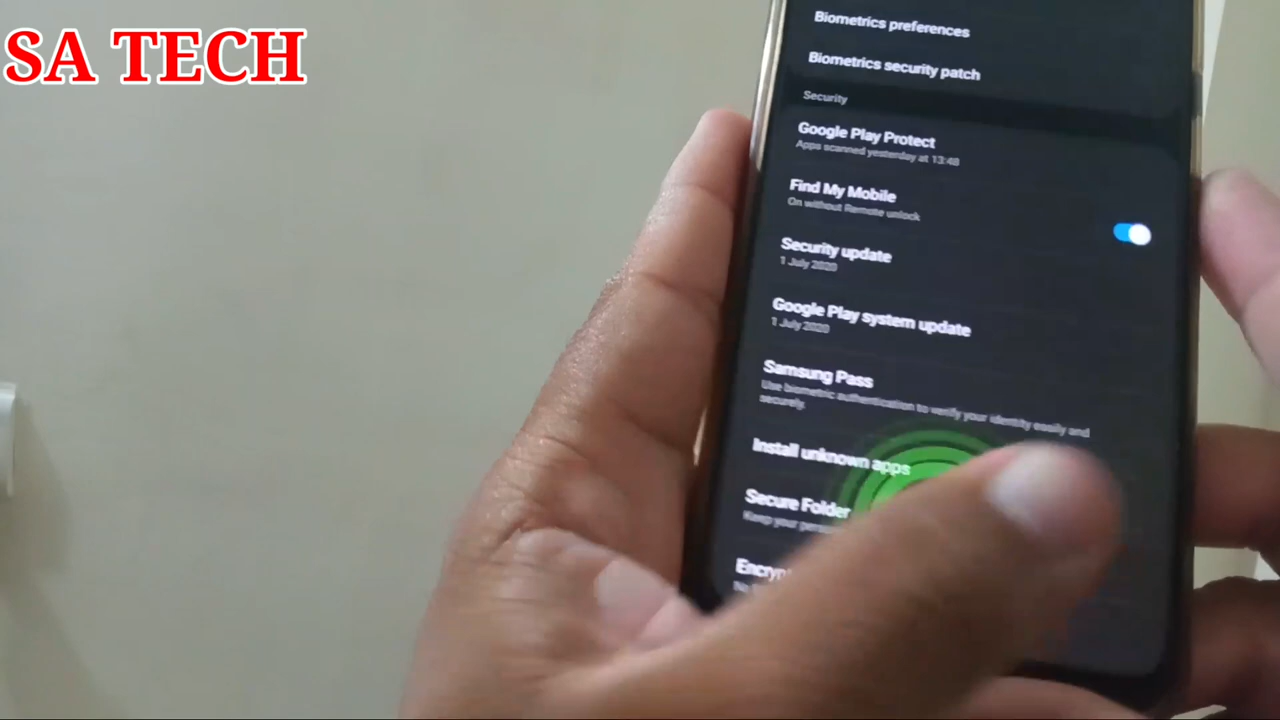 SA TECH
Biometrics preferences
Biometrics security patch
Security
Google Play Protect
Apps scanned yesterday at 13:48
Find My Mobile
On without Remote unlock
Security update
1 July 2020
Google Play system update
1 July 2020
Samsung Pass
Use biometric authentication to verify your identity easily and
securely.
Install unknown apps
Secure Folder
Keep your